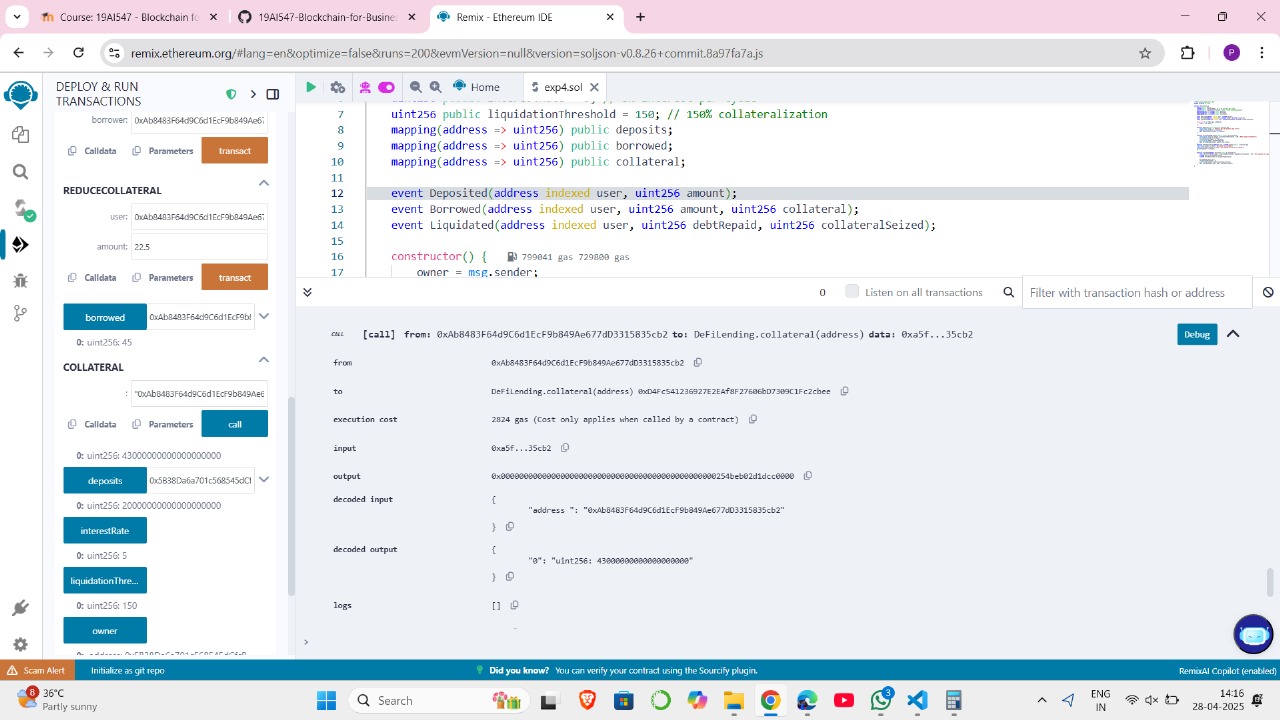 Course: 19AI547-Blockchain for B
19AI547-Blockchain-for-Busines
Remix - Ethereum IDE
remix.ethereum.org/#lang=en&optimize=false&runs=200&evmVersion=null&version=soljson-v0.8.26+commit.8a97fa7a.js
P
DEPLOY & RUN
TRANSACTIONS
borrower: 0xAb8483F64d9C6d1EcF9b849Ae67
Calldata Parameters transact
REDUCECOLLATERAL
user: 0xAb8483F64d9C6d1EcF9b849Ae67
amount: 22.5
Calldata Parameters transact
borrowed 0xAb8483F64d9C6d1EcF9b8
0: uint256: 45
COLLATERAL
: "0xAb8483F64d9C6d1EcF9b849Ae6
Calldata Parameters call
0: uint256: 43000000000000000000
deposits 0x5B38Da6a701c568545dCf
0: uint256: 20000000000000000000
interestRate
0: uint256: 5
liquidationThre...
0: uint256: 150
owner
Home
exp4.sol
7 uint256 public liquidationThreshold = 150; // 150% collateralization
8 mapping(address => uint256) public deposits;
9 mapping(address => uint256) public borrowed;
10 mapping(address => uint256) public collateral;
11
12 event Deposited(address indexed user, uint256 amount);
13 event Borrowed(address indexed user, uint256 amount, uint256 collateral);
14 event Liquidated(address indexed user, uint256 debtRepaid, uint256 collateralSeized);
15
16 constructor() { 799041 gas 729800 gas
17 owner = msg.sender;
0 Listen on all transactions Filter with transaction hash or address
CALL [call] from: 0xAb8483F64d9C6d1EcF9b849Ae677dD3315835cb2 to: DeFiLending.collateral(address) data: 0xa5f...35cb2 Debug
from 0xAb8483F64d9C6d1EcF9b849Ae677dD3315835cb2
to DeFiLending.collateral(address) 0xD4Fc541236927E2EAf8F27606bD7309C1Fc2cbee
execution cost 2824 gas (Cost only applies when called by a contract)
input 0xa5f...35cb2
output 0x00000000000000000000000000000000000000000000000254beb02d1dcc0000
decoded input {
"address ": "0xAb8483F64d9C6d1EcF9b849Ae677dD3315835cb2"
}
decoded output {
"0": "uint256: 43000000000000000000"
}
logs []
>
Scam Alert Initialize as git repo Did you know? You can verify your contract using the Sourcify plugin. RemixAI Copilot (enabled)
8 36°C
Partly sunny
Search
3
ENG
IN
14:16
28-04-2025